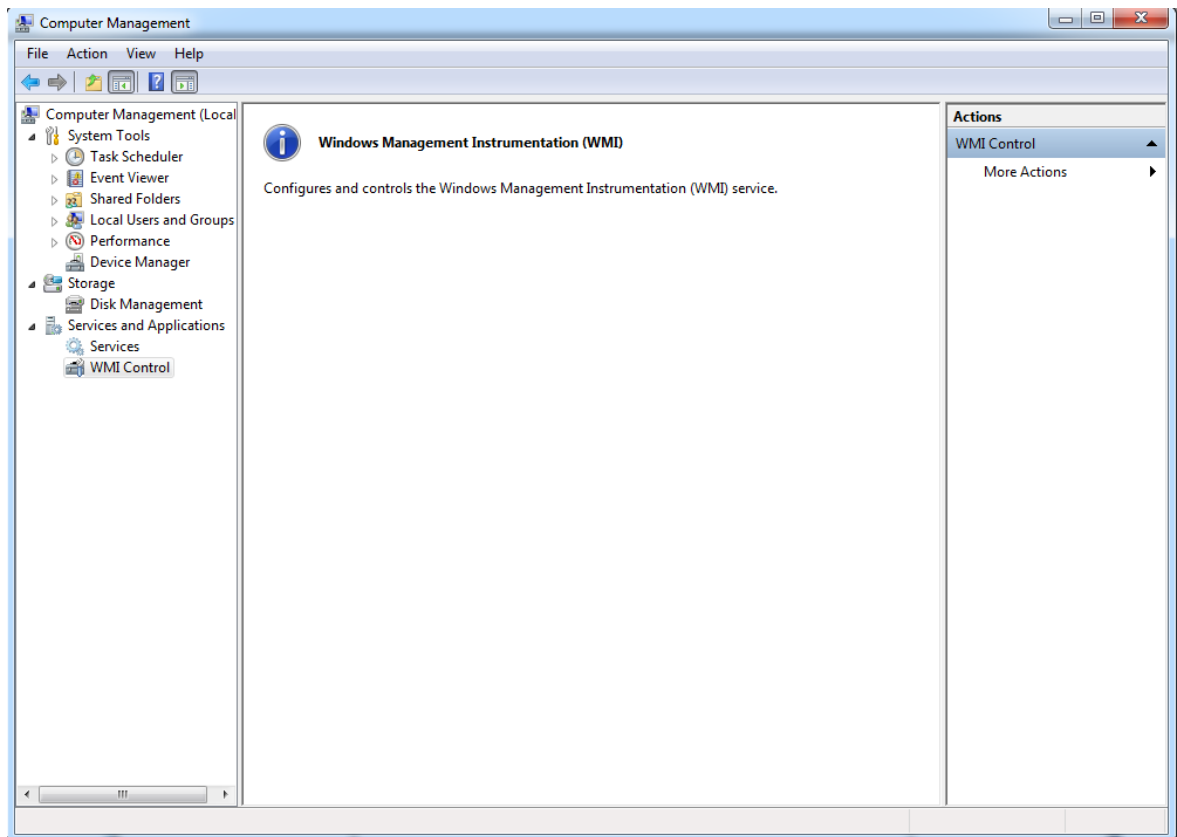 Computer Management
File Action View Help
Computer Management (Local
System Tools
Task Scheduler
Event Viewer
Shared Folders
Local Users and Groups
Performance
Device Manager
Storage
Disk Management
Services and Applications
Services
WMI Control
Windows Management Instrumentation (WMI)
Configures and controls the Windows Management Instrumentation (WMI) service.
Actions
WMI Control
More Actions